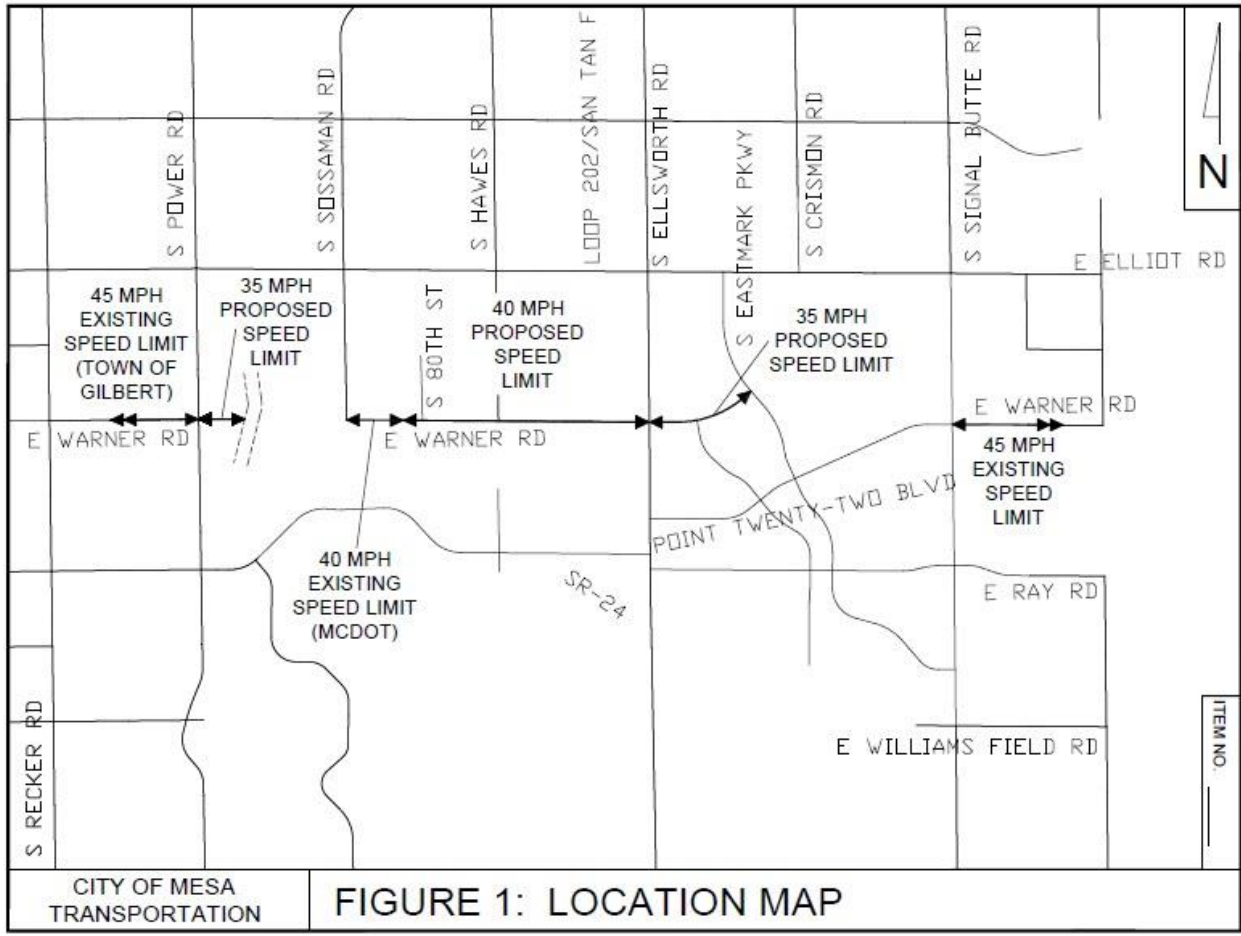 S POWER RD
S SOSSAMAN RD
S HAWES RD
LOOP 202/SAN TAN F
S ELLSWORTH RD
S EASTMARK PKWY
S CRISMON RD
S SIGNAL BUTTE RD
N
E ELLIOT RD
45 MPH
EXISTING
SPEED LIMIT
(TOWN OF
GILBERT)
35 MPH
PROPOSED
SPEED
LIMIT
S 80TH ST
40 MPH
PROPOSED
SPEED
LIMIT
35 MPH
PROPOSED
SPEED LIMIT
E WARNER RD
E WARNER RD
E WARNER RD
45 MPH
EXISTING
SPEED
LIMIT
POINT TWENTY-TWO BLVD
40 MPH
EXISTING
SPEED LIMIT
(MCDOT)
SR-24
E RAY RD
S RECKER RD
E WILLIAMS FIELD RD
ITEM NO.
CITY OF MESA
TRANSPORTATION
FIGURE 1: LOCATION MAP